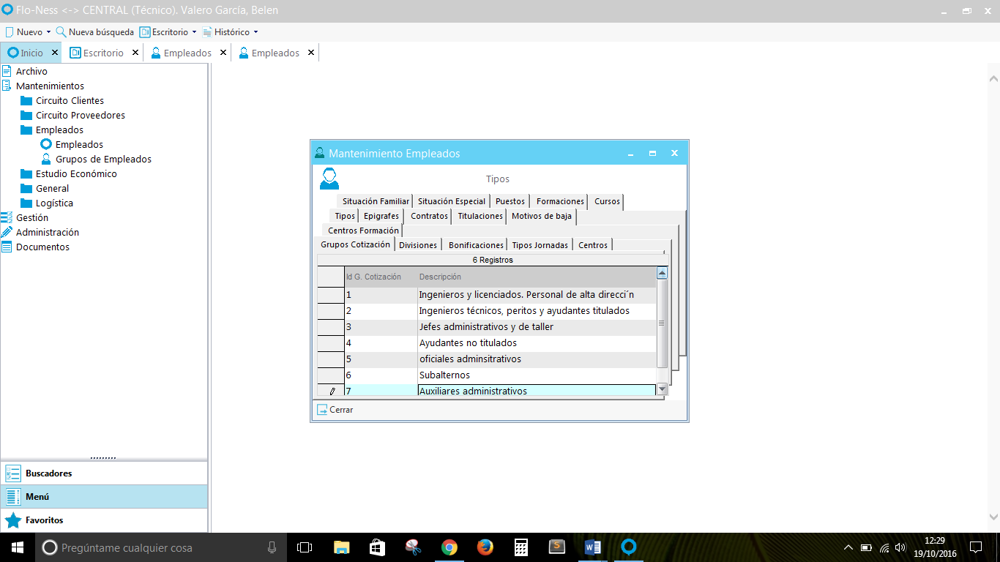 Flo-Ness <-> CENTRAL (Técnico). Valero García, Belen
Nuevo Nueva búsqueda Escritorio Histórico
Inicio Escritorio Empleados Empleados
Archivo
Mantenimientos
Circuito Clientes
Circuito Proveedores
Empleados
Empleados
Grupos de Empleados
Estudio Económico
General
Logística
Gestión
Administración
Documentos
Buscadores
Menú
Favoritos
Mantenimiento Empleados
Tipos
Situación Familiar Situación Especial Puestos Formaciones Cursos
Tipos Epigrafes Contratos Titulaciones Motivos de baja
Centros Formación
Grupos Cotización Divisiones Bonificaciones Tipos Jornadas Centros
6 Registros
Id G. Cotización Descripción
1 Ingenieros y licenciados. Personal de alta direcci´n
2 Ingenieros técnicos, peritos y ayudantes titulados
3 Jefes administrativos y de taller
4 Ayudantes no titulados
5 oficiales adminsitrativos
6 Subalternos
7 Auxiliares administrativos
Cerrar
Pregúntame cualquier cosa
12:29
19/10/2016